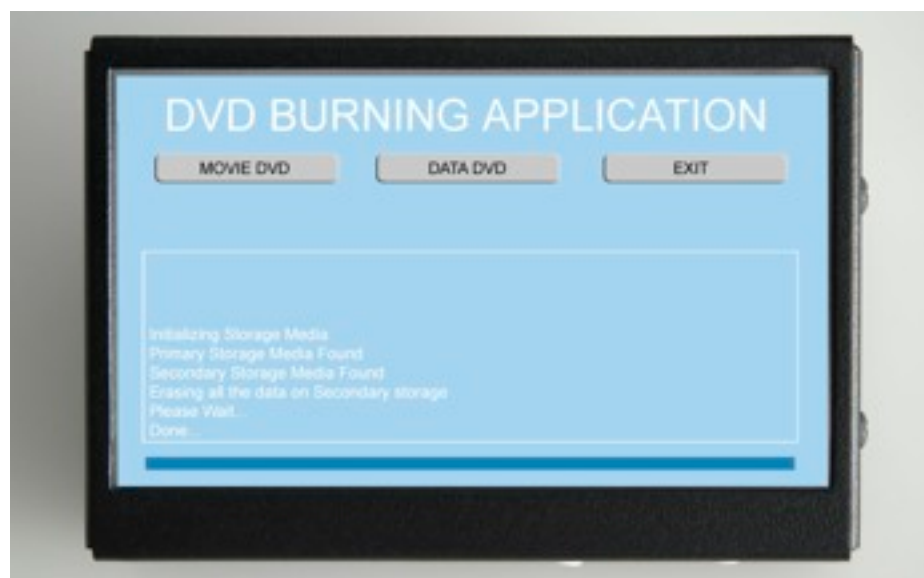 DVD BURNING APPLICATION
MOVIE DVD
DATA DVD
EXIT
Initializing Storage Media
Primary Storage Media Found
Secondary Storage Media Found
Erasing all the data on Secondary storage
Please Wait...
Done...